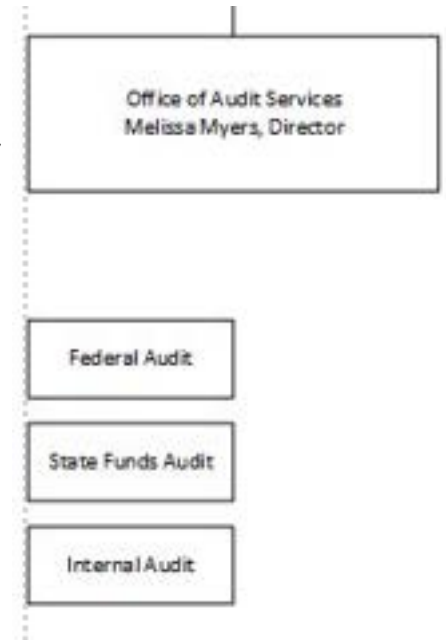 Office of Audit Services
Melissa Myers, Director
Federal Audit
State Funds Audit
Internal Audit